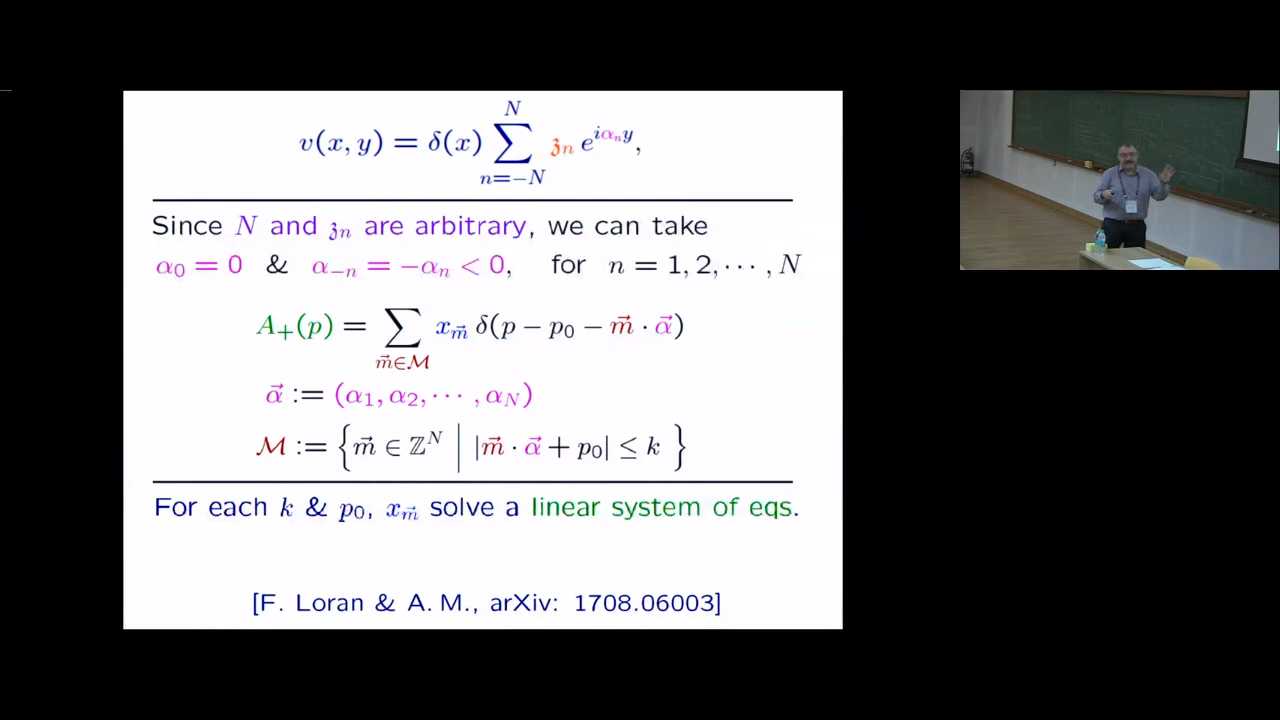 v(x, y) = δ(x) ∑_{n=−N}^{N} 𝔷_n e^{iα_n y},
Since N and 𝔷_n are arbitrary, we can take
α_0 = 0 & α_{−n} = −α_n < 0, for n = 1, 2, ⋯ , N
A_+(p) = ∑_{m⃗∈ℳ} x_{m⃗} δ(p − p_0 − m⃗ · α⃗)
α⃗ := (α_1, α_2, ⋯ , α_N)
ℳ := { m⃗ ∈ ℤ^N | |m⃗ · α⃗ + p_0| ≤ k }
For each k & p_0, x_{m⃗} solve a linear system of eqs.
[F. Loran & A. M., arXiv: 1708.06003]